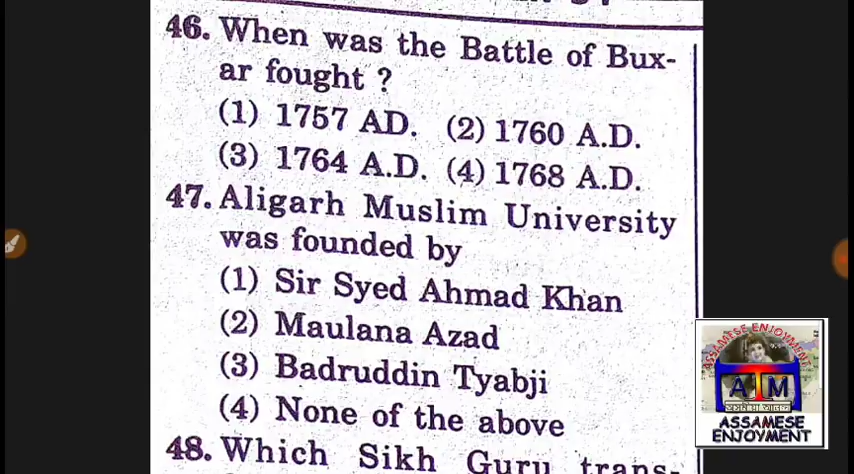 46. When was the Battle of Bux-
ar fought ?
(1) 1757 AD. (2) 1760 A.D.
(3) 1764 A.D. (4) 1768 A.D.
47. Aligarh Muslim University
was founded by
(1) Sir Syed Ahmad Khan
(2) Maulana Azad
(3) Badruddin Tyabji
(4) None of the above
48. Which Sikh Guru trans-
ASSAMESE ENJOYMENT
ATM
ASSAMESE
ENJOYMENT